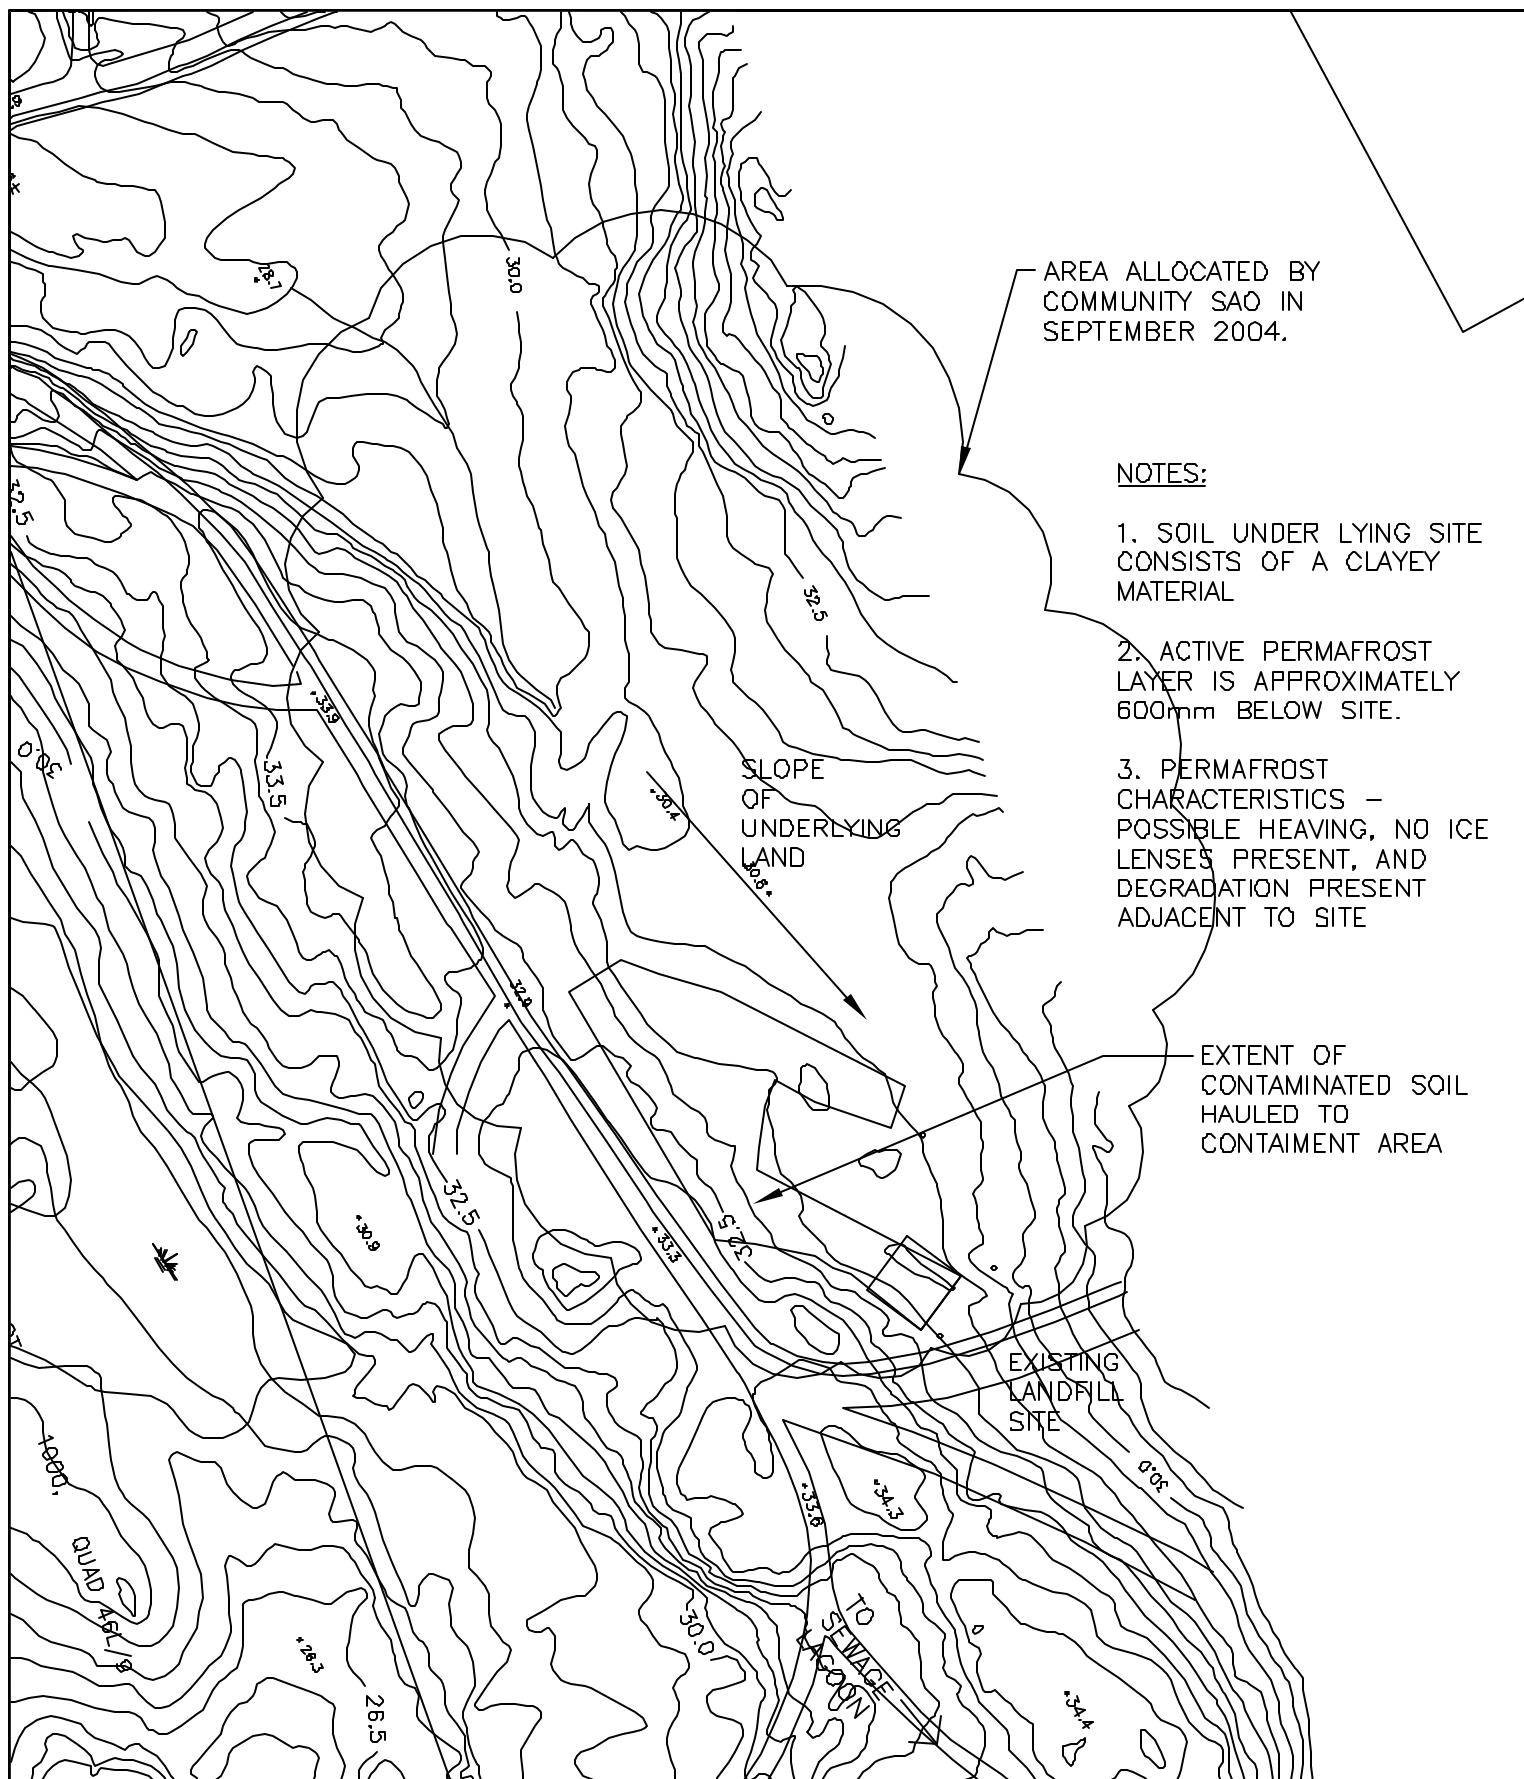 AREA ALLOCATED BY
COMMUNITY SAO IN
SEPTEMBER 2004.
NOTES:
1. SOIL UNDER LYING SITE
CONSISTS OF A CLAYEY
MATERIAL
2. ACTIVE PERMAFROST
LAYER IS APPROXIMATELY
600mm BELOW SITE.
3. PERMAFROST
CHARACTERISTICS –
POSSIBLE HEAVING, NO ICE
LENSES PRESENT, AND
DEGRADATION PRESENT
ADJACENT TO SITE
SLOPE
OF
UNDERLYING
LAND
EXTENT OF
CONTAMINATED SOIL
HAULED TO
CONTAIMENT AREA
EXISTING
LANDFILL
SITE
TO
SEWAGE
LAGOON
28.7
30.0
32.5
32.5
33.9
30.0
33.5
30.4
32.9
32.5
30.9
33.3
32.5
1000,
QUAD 46L/
30.0
34.3
33.6
30.0
26.3
26.5
34.4